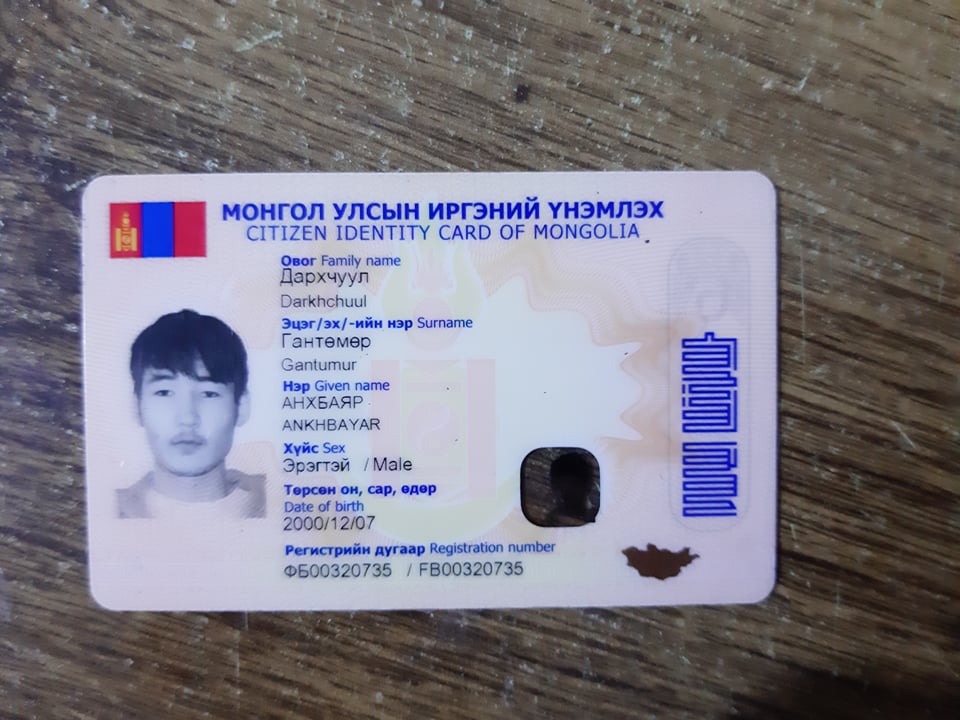 МОНГОЛ УЛСЫН ИРГЭНИЙ ҮНЭМЛЭХ
CITIZEN IDENTITY CARD OF MONGOLIA
Овог Family name
Дархчуул
Darkhchuul
Эцэг/эх/-ийн нэр Surname
Гантөмөр
Gantumur
Нэр Given name
АНХБАЯР
ANKHBAYAR
Хүйс Sex
Эрэгтэй / Male
Төрсөн он, сар, өдөр
Date of birth
2000/12/07
Регистрийн дугаар Registration number
ФБ00320735 / FB00320735